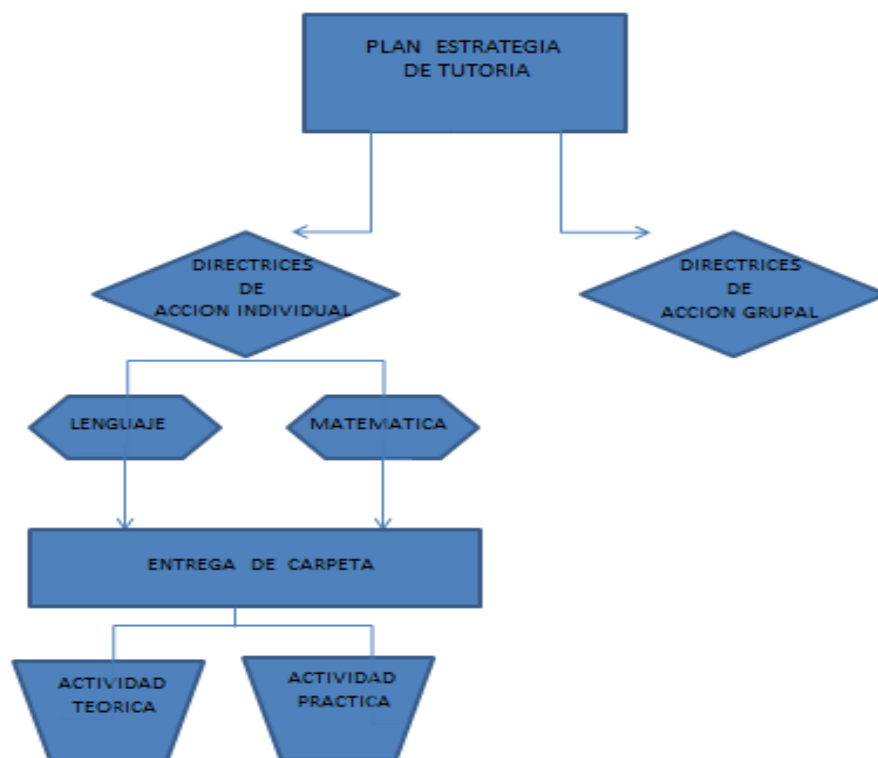 PLAN ESTRATEGIA
DE TUTORIA
DIRECTRICES
DE
ACCION INDIVIDUAL
DIRECTRICES
DE
ACCION GRUPAL
LENGUAJE
MATEMATICA
ENTREGA DE CARPETA
ACTIVIDAD
TEORICA
ACTIVIDAD
PRACTICA